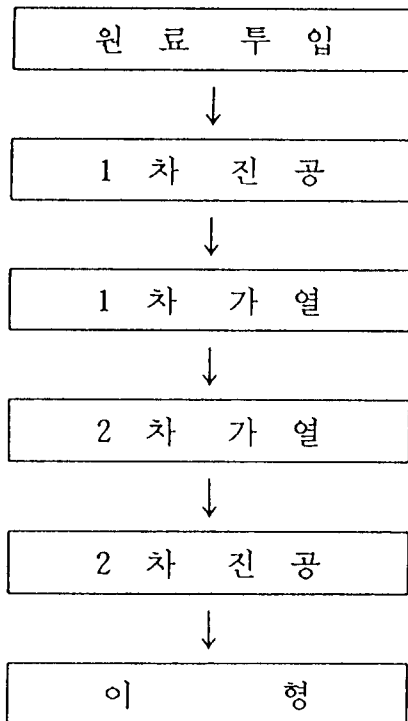 원 료 투 입
↓
1 차 진 공
↓
1 차 가 열
↓
2 차 가 열
↓
2 차 진 공
↓
이 형